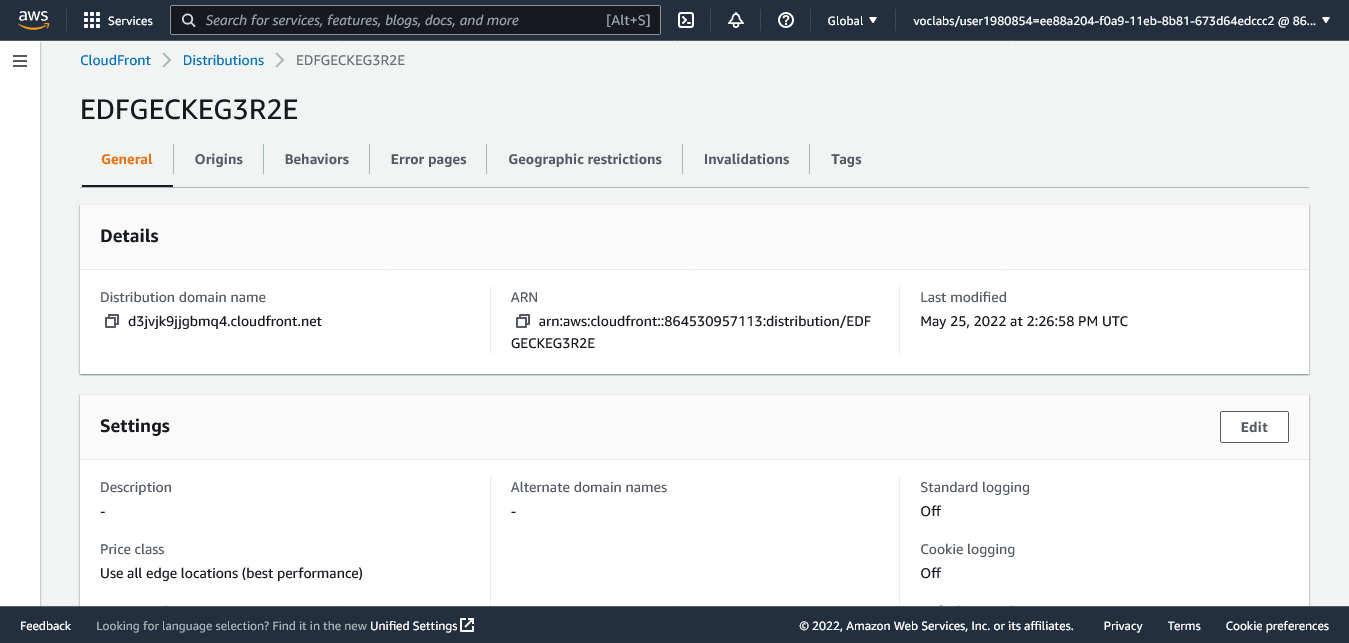 aws
Services
Search for services, features, blogs, docs, and more [Alt+S]
Global
voclabs/user1980854=ee88a204-f0a9-11eb-8b81-673d64edccc2 @ 86...
CloudFront
Distributions
EDFGECKEG3R2E
EDFGECKEG3R2E
General
Origins
Behaviors
Error pages
Geographic restrictions
Invalidations
Tags
Details
Distribution domain name
d3jvjk9jjgbmq4.cloudfront.net
ARN
arn:aws:cloudfront::864530957113:distribution/EDF
GECKEG3R2E
Last modified
May 25, 2022 at 2:26:58 PM UTC
Settings
Edit
Description
-
Price class
Use all edge locations (best performance)
Alternate domain names
-
Standard logging
Off
Cookie logging
Off
Feedback
Looking for language selection? Find it in the new Unified Settings
© 2022, Amazon Web Services, Inc. or its affiliates.
Privacy
Terms
Cookie preferences